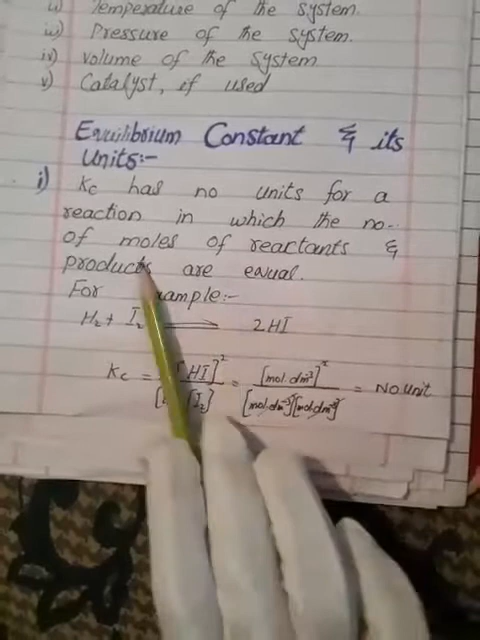 ii) Temperature of the system.
iii) Pressure of the system.
iv) volume of the system
v) Catalyst, if used
Equilibrium Constant & its
Units:-
i) Kc has no units for a
reaction in which the no-
of moles of reactants &
products are equal.
For ample:-
H₂ + I₂ ⇌ 2HI
Kc = [HI]² / [I₂] = [mol.dm⁻³]² / [mol.dm⁻³][mol.dm⁻³] = No unit